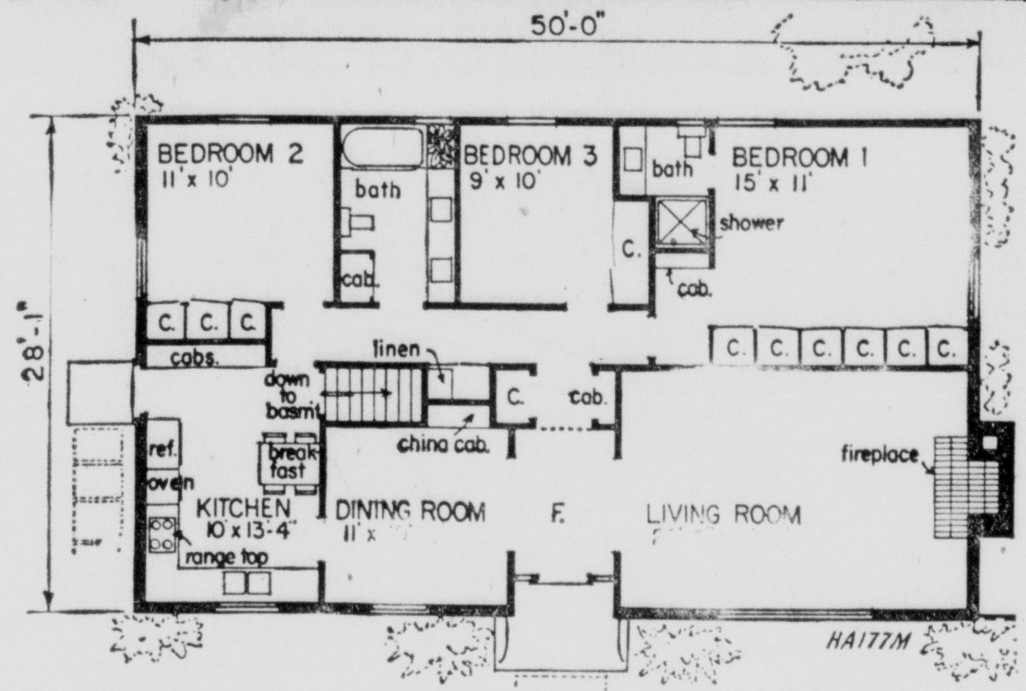 50'-0"
28'-1"
BEDROOM 2
11' x 10'
bath
cab.
BEDROOM 3
9' x 10'
C.
bath
shower
cab.
BEDROOM 1
15' x 11'
C. C. C.
cabs.
linen
C.
cab.
C. C. C. C. C. C.
down
to
basm't
china cab.
ref.
oven
break-
fast
KITCHEN
10' x 13'-4"
range top
DINING ROOM
11' x
F.
LIVING ROOM
fireplace
HA177M